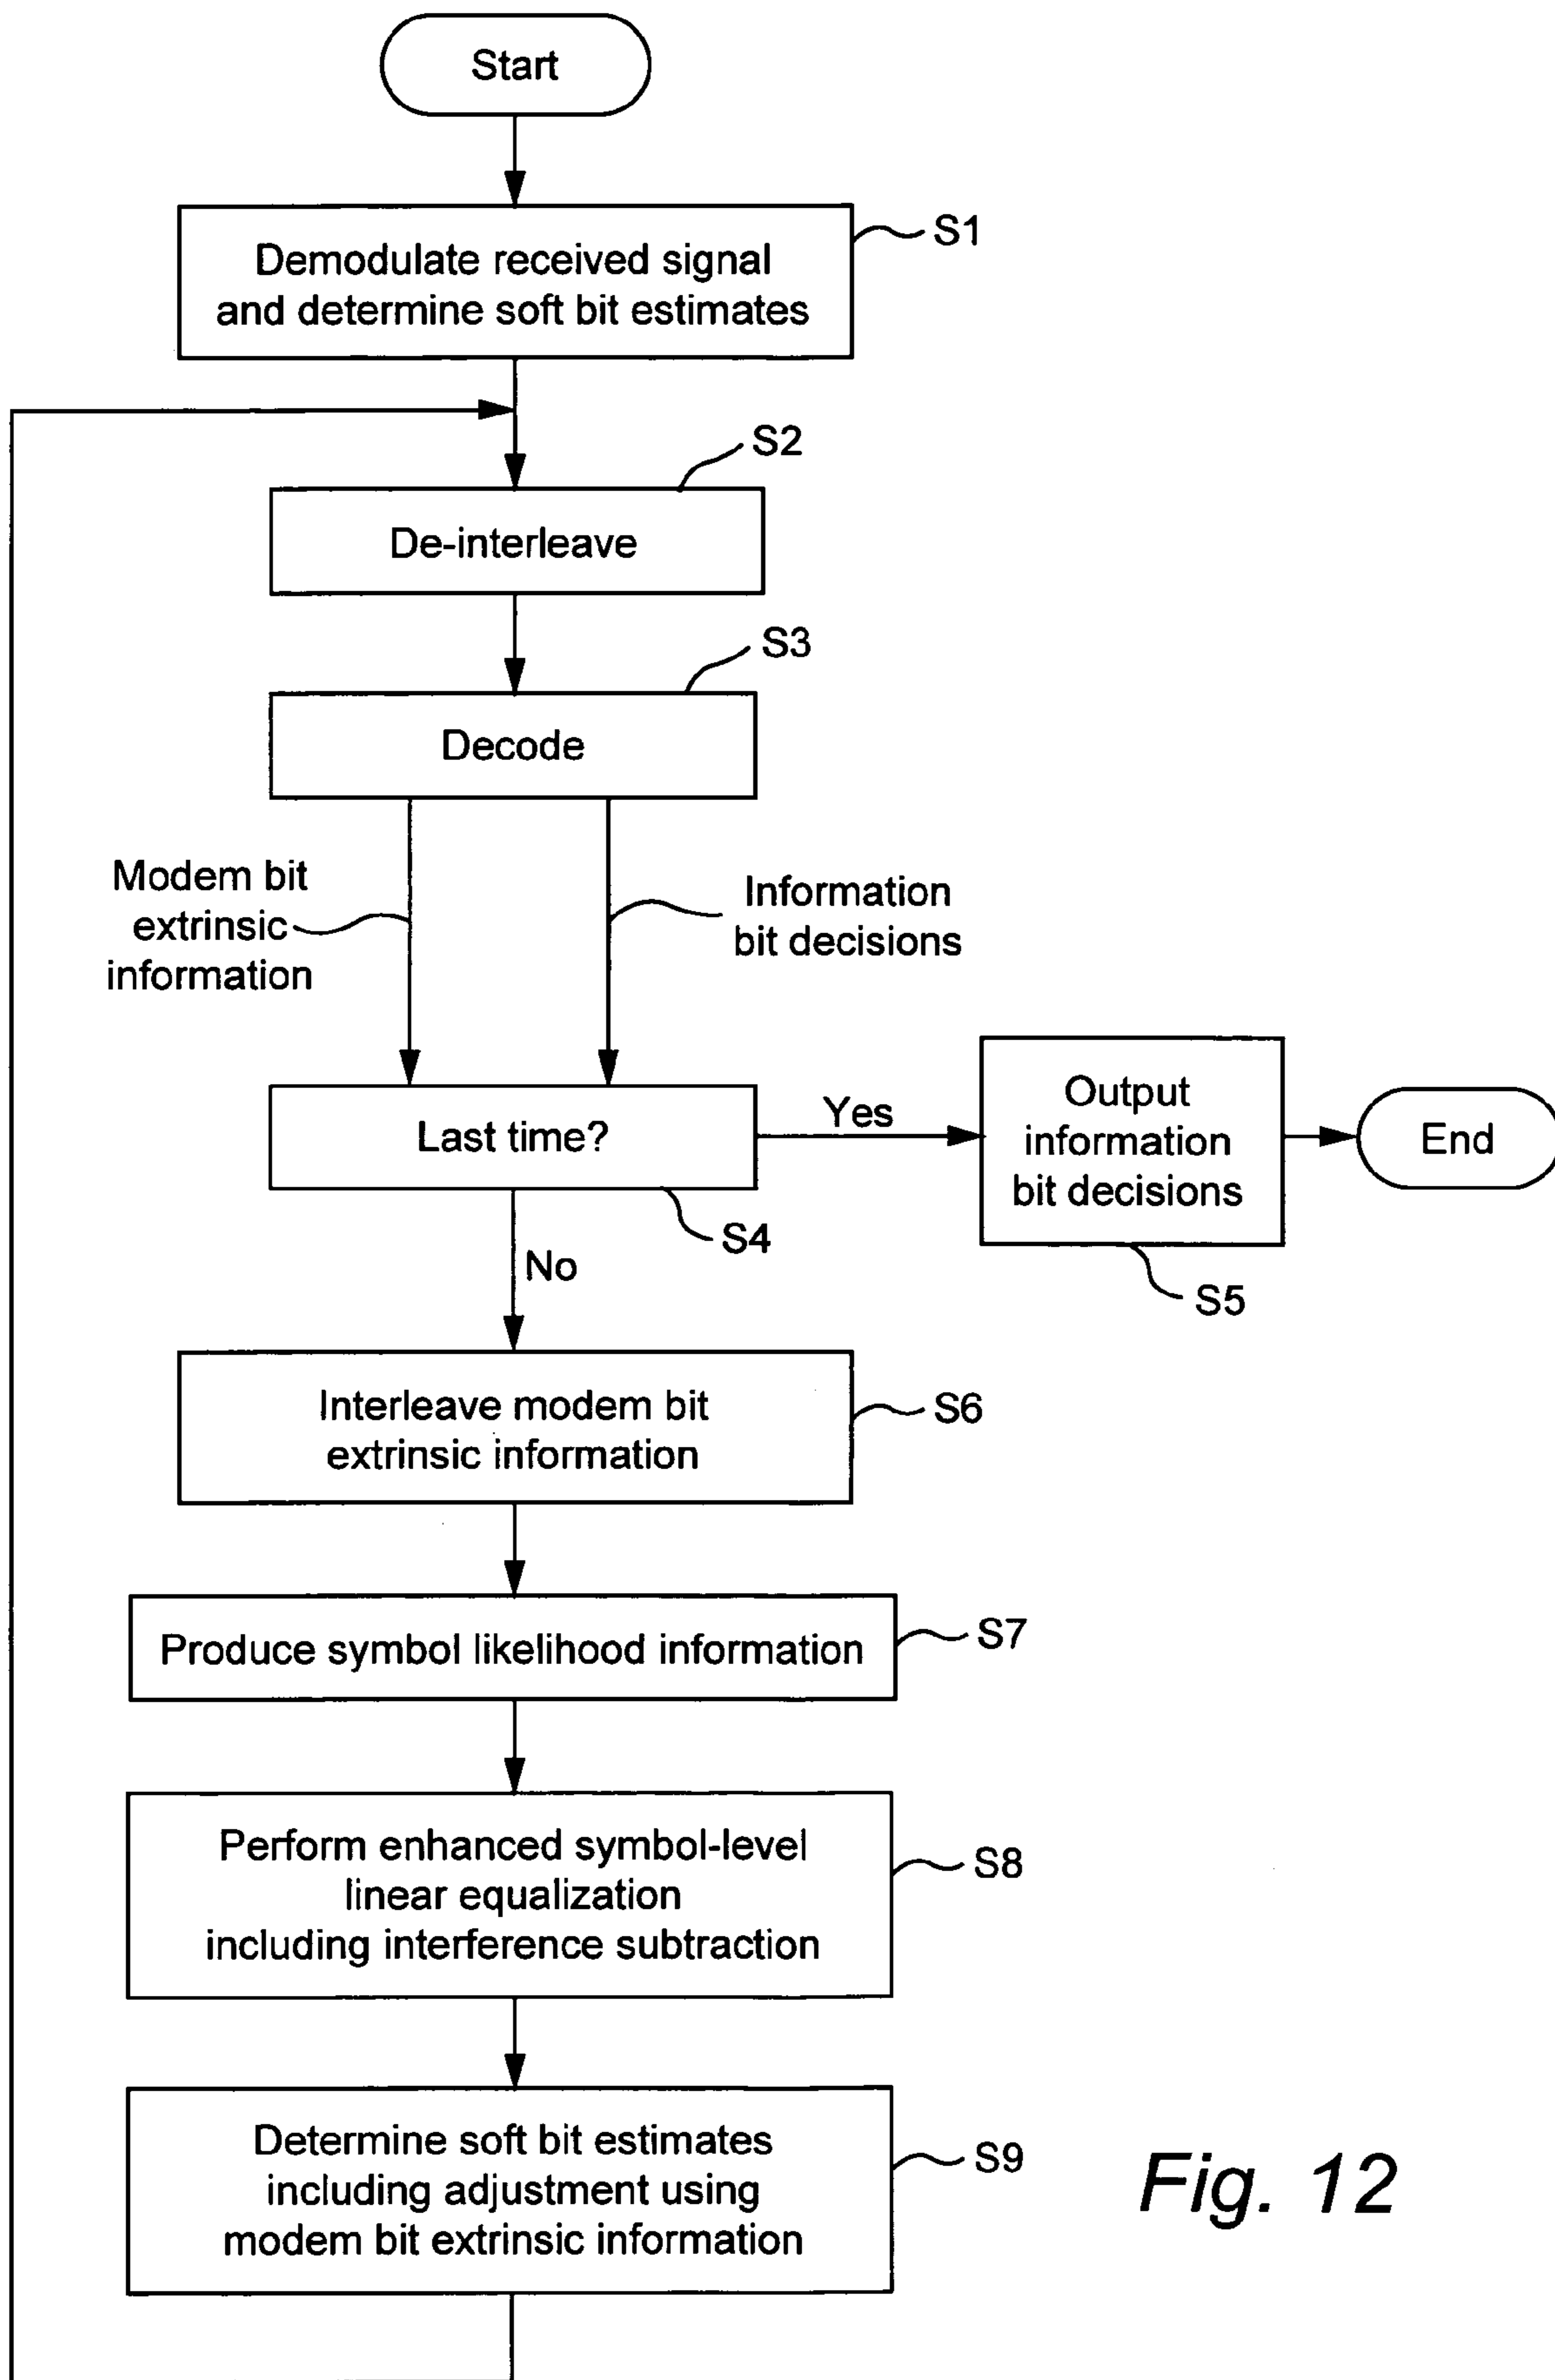 Start
S1
Demodulate received signal
and determine soft bit estimates
S2
De-interleave
S3
Decode
Modem bit
extrinsic
information
Information
bit decisions
Last time?
Yes
Output
information
bit decisions
End
S4
No
S5
Interleave modem bit
extrinsic information
S6
Produce symbol likelihood information
S7
Perform enhanced symbol-level
linear equalization
including interference subtraction
S8
Determine soft bit estimates
including adjustment using
modem bit extrinsic information
S9
Fig. 12